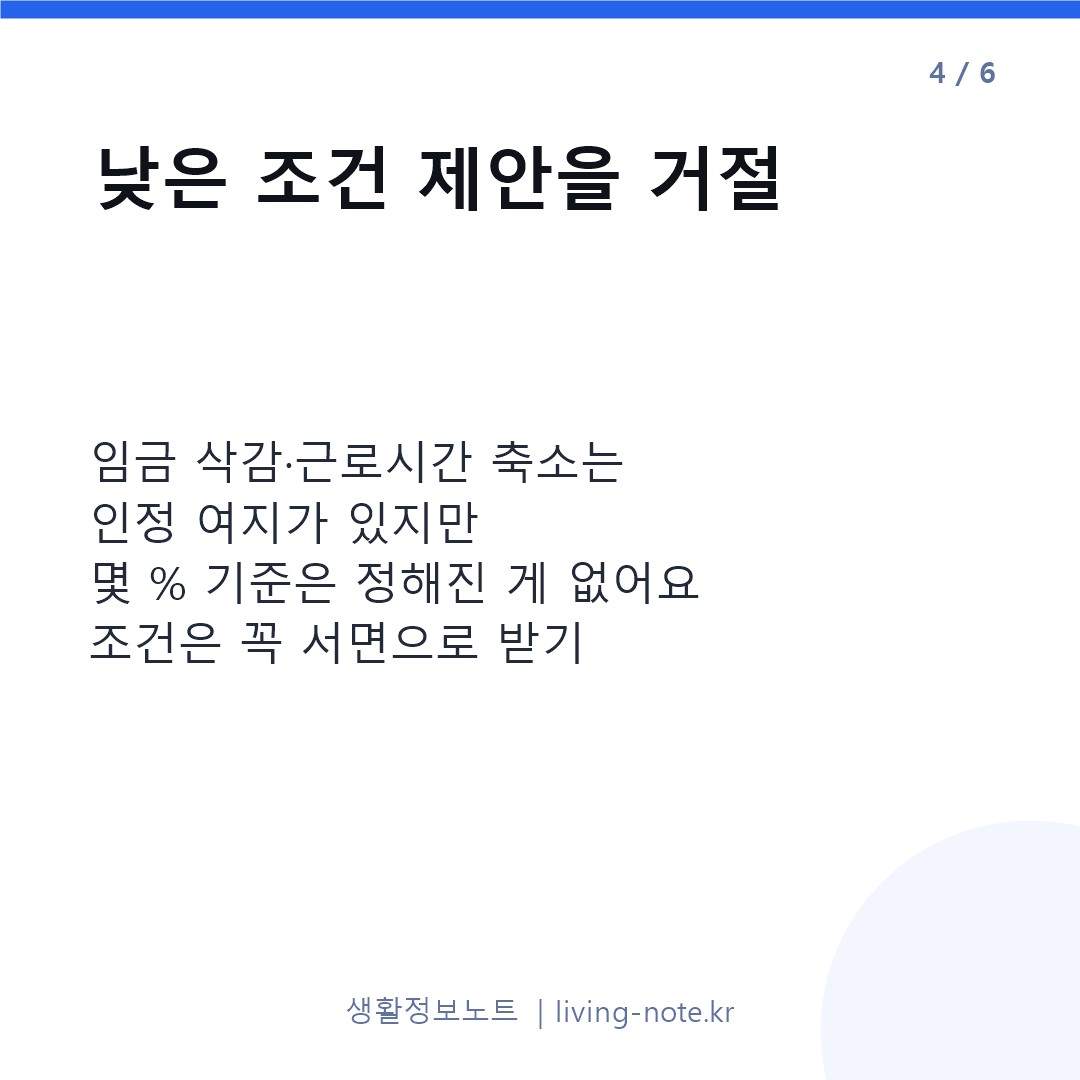 4 / 6
낮은 조건 제안을 거절
임금 삭감·근로시간 축소는
인정 여지가 있지만
몇 % 기준은 정해진 게 없어요
조건은 꼭 서면으로 받기
생활정보노트 | living-note.kr